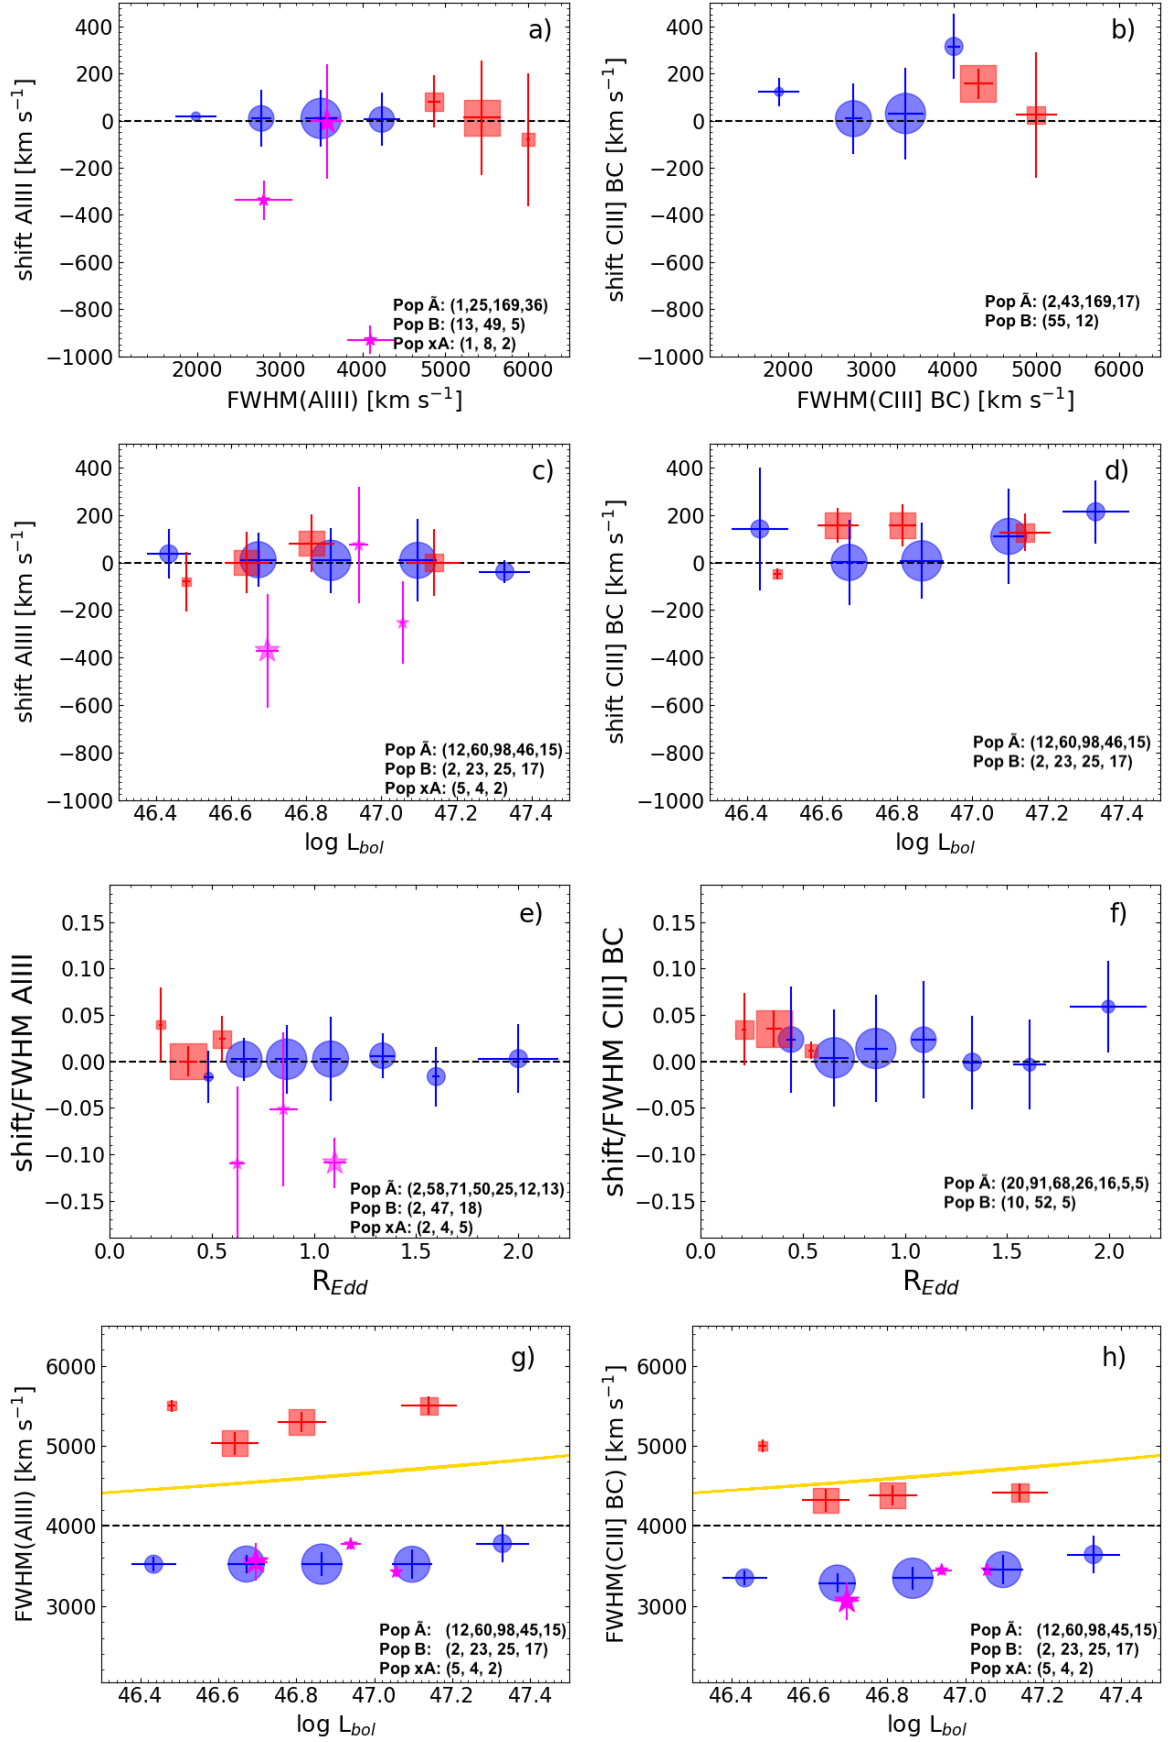 a)
400
200
0
−200
−400
−600
−800
−1000
shift AlIII [km s⁻¹]
Pop Ã: (1,25,169,36)
Pop B: (13, 49, 5)
Pop xA: (1, 8, 2)
2000 3000 4000 5000 6000
FWHM(AlIII) [km s⁻¹]
b)
400
200
0
−200
−400
−600
−800
−1000
shift CIII] BC [km s⁻¹]
Pop Ã: (2,43,169,17)
Pop B: (55, 12)
2000 3000 4000 5000 6000
FWHM(CIII] BC) [km s⁻¹]
c)
400
200
0
−200
−400
−600
−800
−1000
shift AlIII [km s⁻¹]
Pop Ã: (12,60,98,46,15)
Pop B: (2, 23, 25, 17)
Pop xA: (5, 4, 2)
46.4 46.6 46.8 47.0 47.2 47.4
log L_bol
d)
400
200
0
−200
−400
−600
−800
−1000
shift CIII] BC [km s⁻¹]
Pop Ã: (12,60,98,46,15)
Pop B: (2, 23, 25, 17)
46.4 46.6 46.8 47.0 47.2 47.4
log L_bol
e)
0.15
0.10
0.05
0.00
−0.05
−0.10
−0.15
shift/FWHM AlIII
Pop Ã: (2,58,71,50,25,12,13)
Pop B: (2, 47, 18)
Pop xA: (2, 4, 5)
0.0 0.5 1.0 1.5 2.0
R_Edd
f)
0.15
0.10
0.05
0.00
−0.05
−0.10
−0.15
shift/FWHM CIII] BC
Pop Ã: (20,91,68,26,16,5,5)
Pop B: (10, 52, 5)
0.0 0.5 1.0 1.5 2.0
R_Edd
g)
6000
5000
4000
3000
FWHM(AlIII) [km s⁻¹]
Pop Ã: (12,60,98,45,15)
Pop B: (2, 23, 25, 17)
Pop xA: (5, 4, 2)
46.4 46.6 46.8 47.0 47.2 47.4
log L_bol
h)
6000
5000
4000
3000
FWHM(CIII] BC) [km s⁻¹]
Pop Ã: (12,60,98,45,15)
Pop B: (2, 23, 25, 17)
Pop xA: (5, 4, 2)
46.4 46.6 46.8 47.0 47.2 47.4
log L_bol